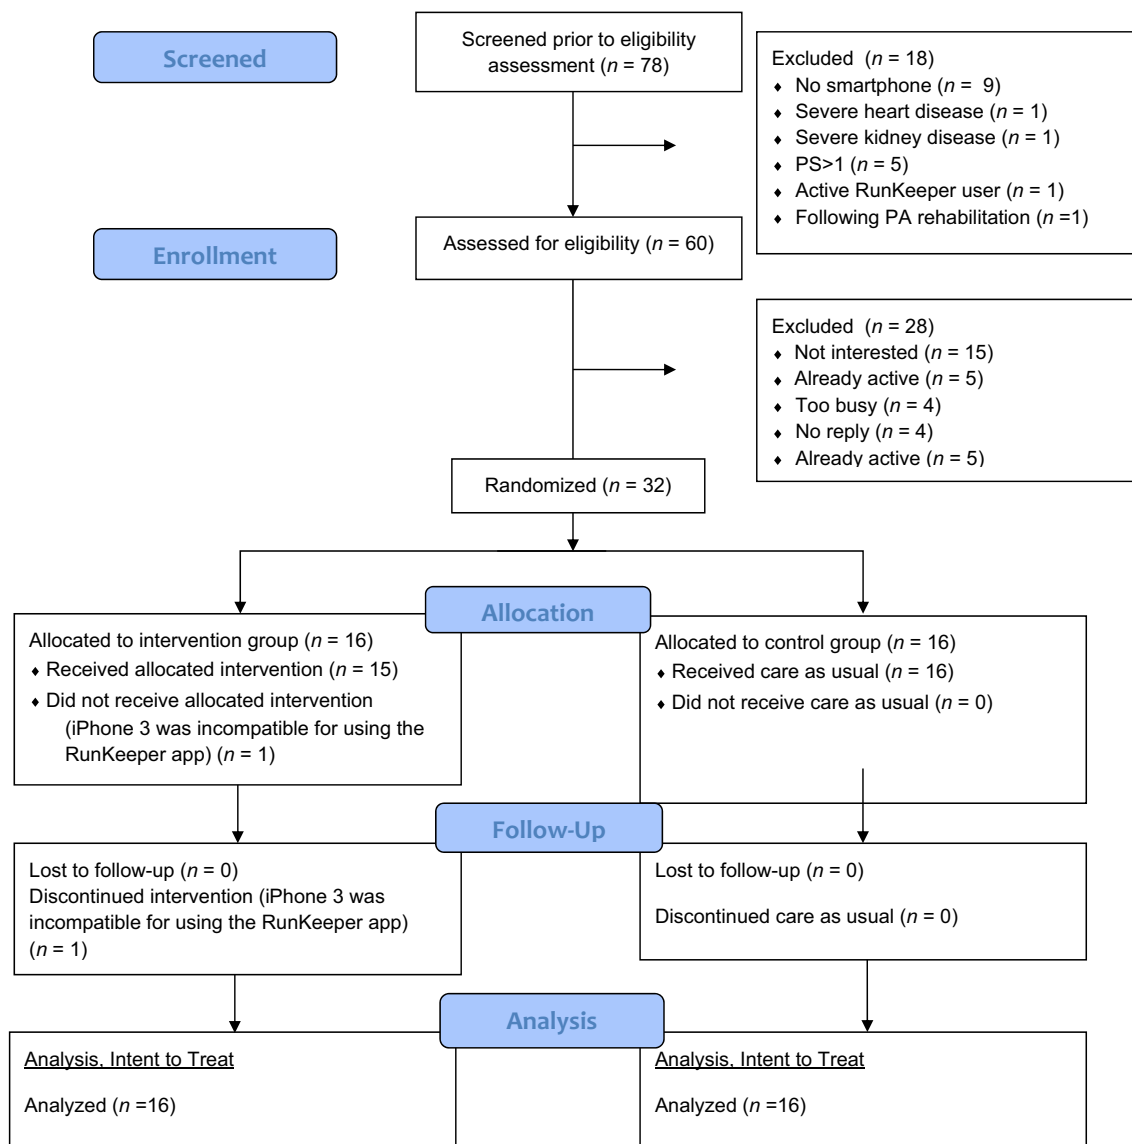 Screened
Screened prior to eligibility
assessment (n = 78)
Excluded (n = 18)
♦ No smartphone (n = 9)
♦ Severe heart disease (n = 1)
♦ Severe kidney disease (n = 1)
♦ PS>1 (n = 5)
♦ Active RunKeeper user (n = 1)
♦ Following PA rehabilitation (n =1)
Enrollment
Assessed for eligibility (n = 60)
Excluded (n = 28)
♦ Not interested (n = 15)
♦ Already active (n = 5)
♦ Too busy (n = 4)
♦ No reply (n = 4)
♦ Already active (n = 5)
Randomized (n = 32)
Allocation
Allocated to intervention group (n = 16)
♦ Received allocated intervention (n = 15)
♦ Did not receive allocated intervention
(iPhone 3 was incompatible for using the
RunKeeper app) (n = 1)
Allocated to control group (n = 16)
♦ Received care as usual (n = 16)
♦ Did not receive care as usual (n = 0)
Follow-Up
Lost to follow-up (n = 0)
Discontinued intervention (iPhone 3 was
incompatible for using the RunKeeper app)
(n = 1)
Lost to follow-up (n = 0)
Discontinued care as usual (n = 0)
Analysis
Analysis, Intent to Treat
Analyzed (n =16)
Analysis, Intent to Treat
Analyzed (n =16)